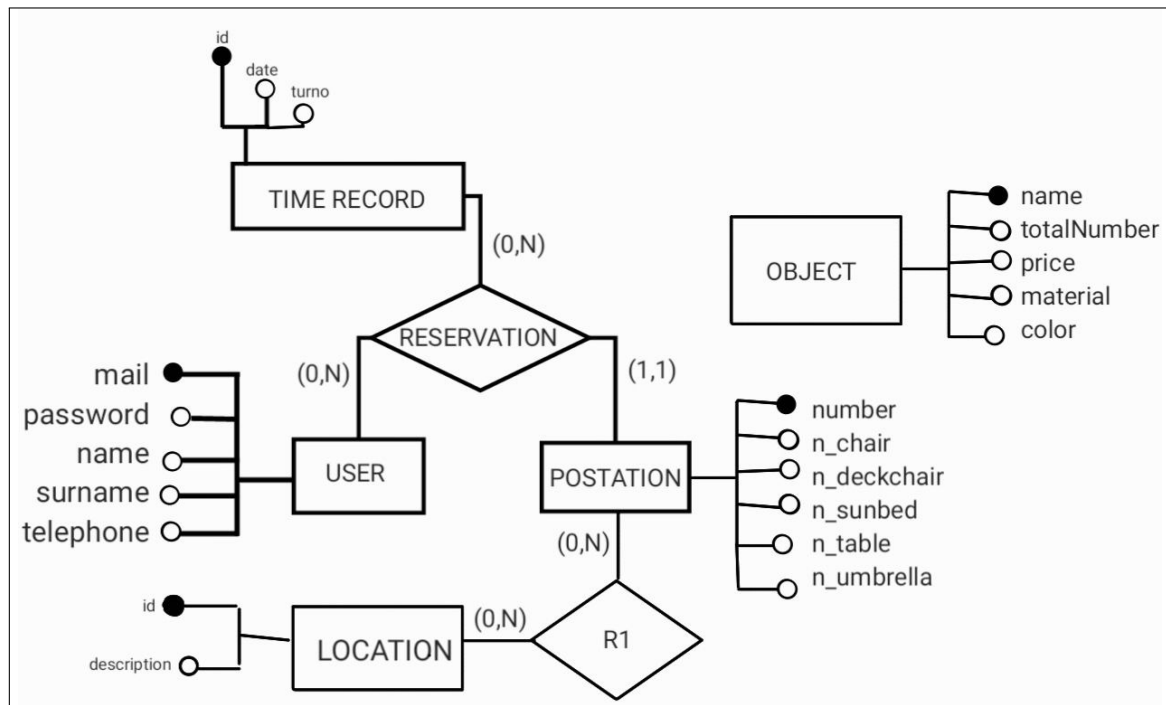 id
date
turno
TIME RECORD
(0,N)
RESERVATION
(0,N)
(1,1)
OBJECT
name
totalNumber
price
material
color
mail
password
name
surname
telephone
USER
POSTATION
number
n_chair
n_deckchair
n_sunbed
n_table
n_umbrella
(0,N)
id
description
LOCATION
(0,N)
R1